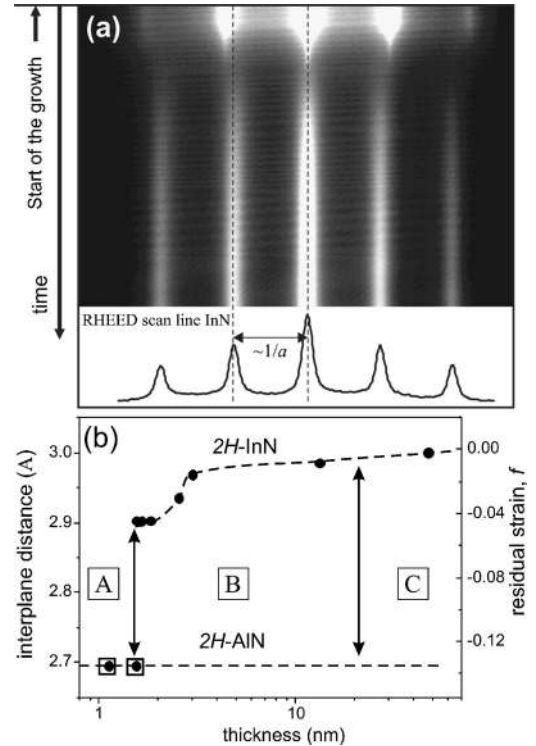 (a)
Start of the growth
time
RHEED scan line InN
~1/a
(b)
2H-InN
3.0
2.9
2.8
2.7
interplane distance (A)
0.00
-0.04
-0.08
-0.12
residual strain, f
A
B
C
2H-AlN
1
10
thickness (nm)